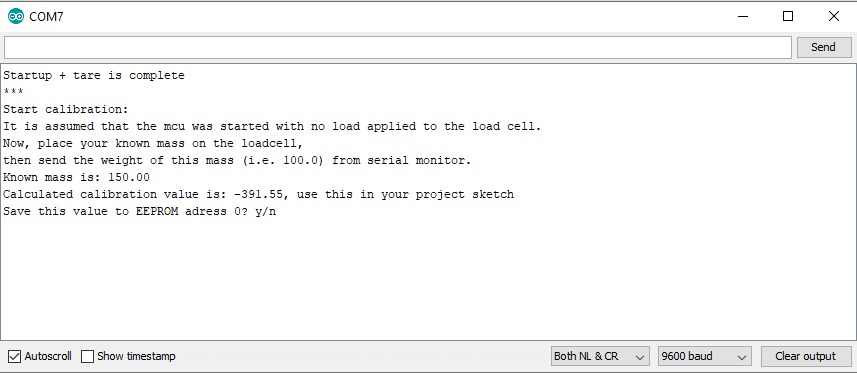 COM7
Send
Startup + tare is complete
***
Start calibration:
It is assumed that the mcu was started with no load applied to the load cell.
Now, place your known mass on the loadcell,
then send the weight of this mass (i.e. 100.0) from serial monitor.
Known mass is: 150.00
Calculated calibration value is: -391.55, use this in your project sketch
Save this value to EEPROM adress 0? y/n
Autoscroll Show timestamp Both NL & CR 9600 baud Clear output